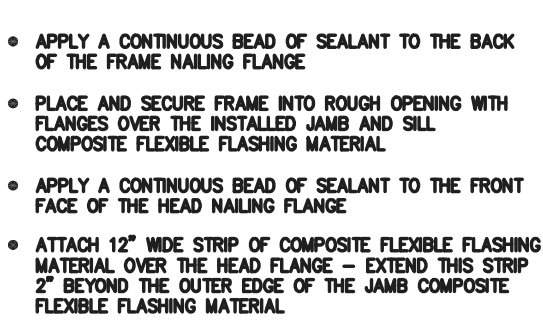 • APPLY A CONTINUOUS BEAD OF SEALANT TO THE BACK
OF THE FRAME NAILING FLANGE
• PLACE AND SECURE FRAME INTO ROUGH OPENING WITH
FLANGES OVER THE INSTALLED JAMB AND SILL
COMPOSITE FLEXIBLE FLASHING MATERIAL
• APPLY A CONTINUOUS BEAD OF SEALANT TO THE FRONT
FACE OF THE HEAD NAILING FLANGE
• ATTACH 12" WIDE STRIP OF COMPOSITE FLEXIBLE FLASHING
MATERIAL OVER THE HEAD FLANGE – EXTEND THIS STRIP
2" BEYOND THE OUTER EDGE OF THE JAMB COMPOSITE
FLEXIBLE FLASHING MATERIAL